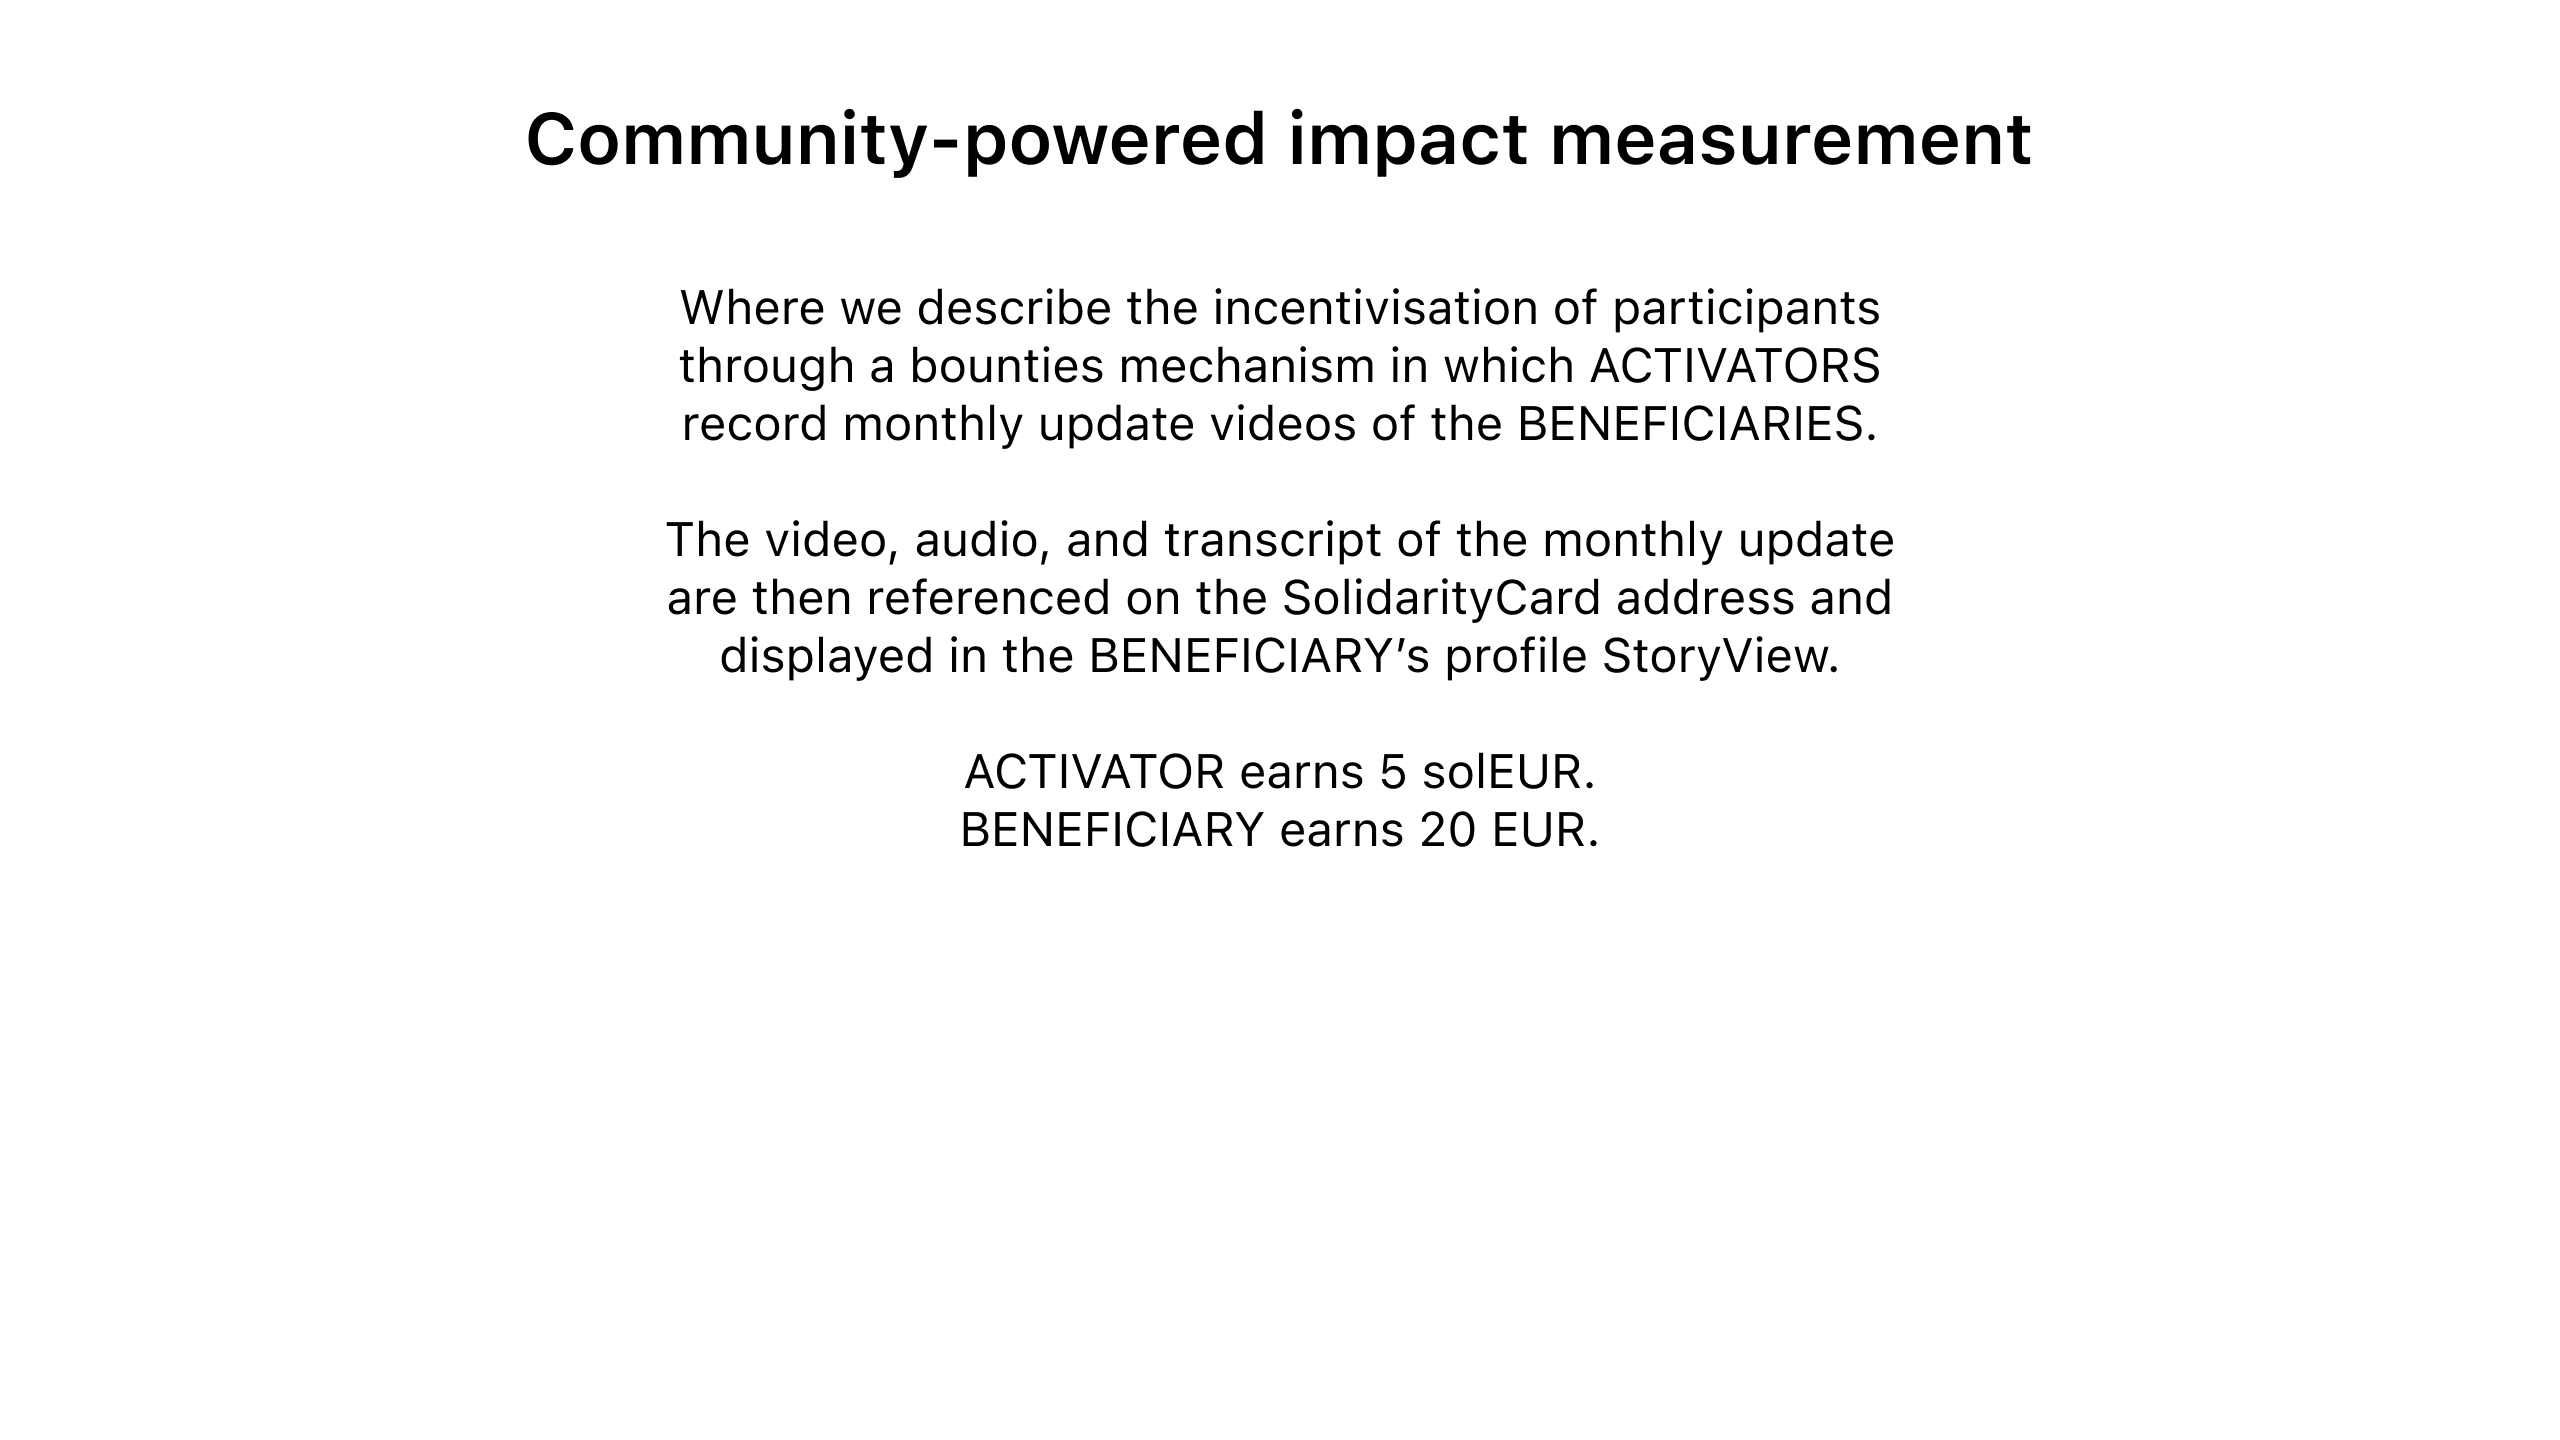 Community-powered impact measurement
Where we describe the incentivisation of participants
through a bounties mechanism in which ACTIVATORS
record monthly update videos of the BENEFICIARIES.
The video, audio, and transcript of the monthly update
are then referenced on the SolidarityCard address and
displayed in the BENEFICIARY’s profile StoryView.
ACTIVATOR earns 5 solEUR.
BENEFICIARY earns 20 EUR.